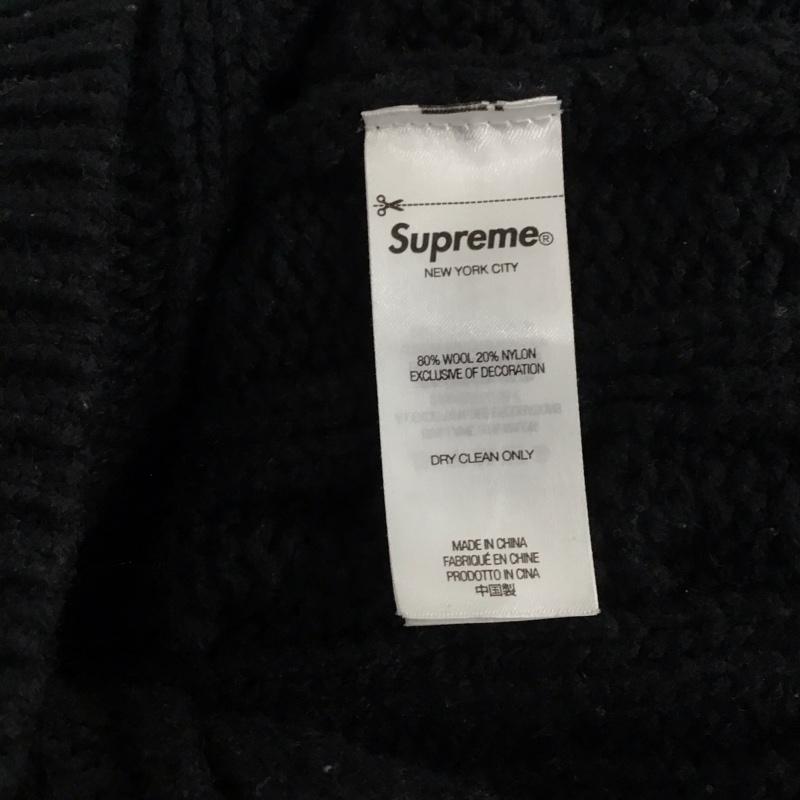 Supreme®
NEW YORK CITY
80% WOOL 20% NYLON
EXCLUSIVE OF DECORATION
DRY CLEAN ONLY
MADE IN CHINA
FABRIQUÉ EN CHINE
PRODOTTO IN CINA
中国製